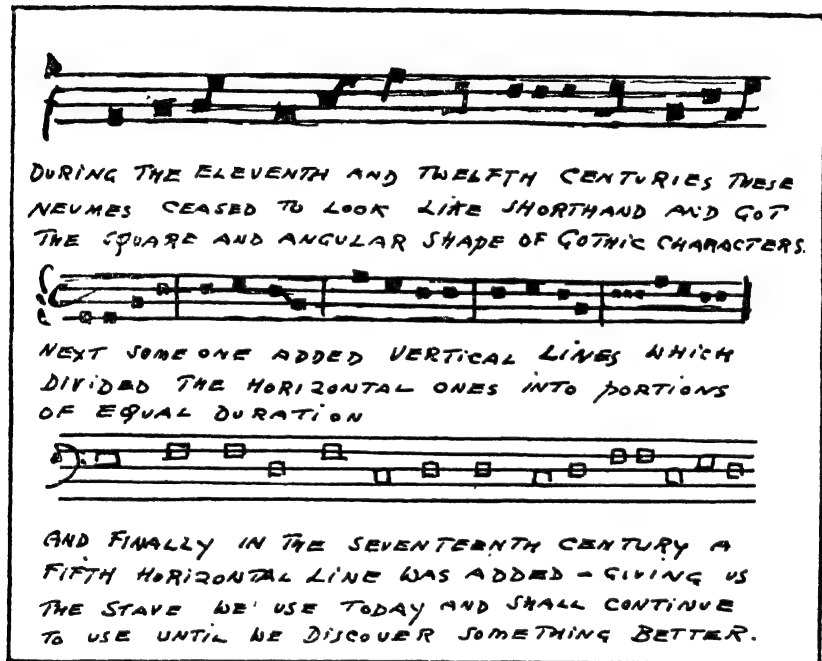 DURING THE ELEVENTH AND TWELFTH CENTURIES THESE
NEUMES CEASED TO LOOK LIKE SHORTHAND AND GOT
THE SQUARE AND ANGULAR SHAPE OF GOTHIC CHARACTERS.
NEXT SOME ONE ADDED VERTICAL LINES WHICH
DIVIDED THE HORIZONTAL ONES INTO PORTIONS
OF EQUAL DURATION
AND FINALLY IN THE SEVENTEENTH CENTURY A
FIFTH HORIZONTAL LINE WAS ADDED - GIVING US
THE STAVE WE USE TODAY AND SHALL CONTINUE
TO USE UNTIL WE DISCOVER SOMETHING BETTER.